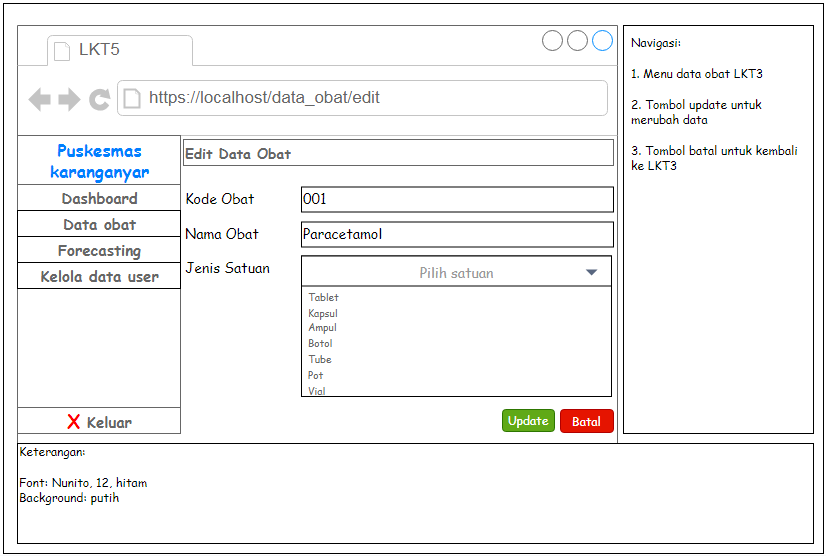 LKT5
https://localhost/data_obat/edit
Puskesmas
karanganyar
Dashboard
Data obat
Forecasting
Kelola data user
X Keluar
Edit Data Obat
Kode Obat
001
Nama Obat
Paracetamol
Jenis Satuan
Pilih satuan
Tablet
Kapsul
Ampul
Botol
Tube
Pot
Vial
Update
Batal
Navigasi:
1. Menu data obat LKT3
2. Tombol update untuk
merubah data
3. Tombol batal untuk kembali
ke LKT3
Keterangan:
Font: Nunito, 12, hitam
Background: putih